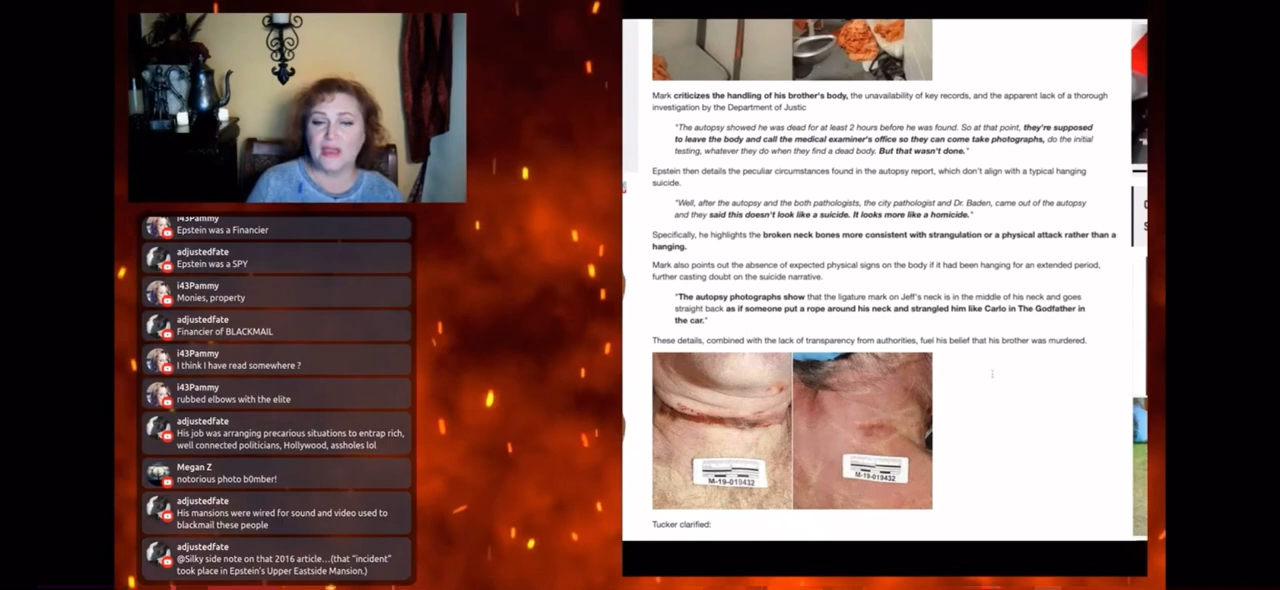 i43Pammy
Epstein was a Financier
adjustedfate
Epstein was a SPY
i43Pammy
Monies, property
adjustedfate
Financier of BLACKMAIL
i43Pammy
I think I have read somewhere ?
i43Pammy
rubbed elbows with the elite
adjustedfate
His job was arranging precarious situations to entrap rich,
well connected politicians, Hollywood, assholes lol
Megan Z
notorious photo b0mber!
adjustedfate
His mansions were wired for sound and video used to
blackmail these people
adjustedfate
@Silky side note on that 2016 article...(that "incident"
took place in Epstein's Upper Eastside Mansion.)
Mark criticizes the handling of his brother's body, the unavailability of key records, and the apparent lack of a thorough
investigation by the Department of Justic
"The autopsy showed he was dead for at least 2 hours before he was found. So at that point, they're supposed
to leave the body and call the medical examiner's office so they can come take photographs, do the initial
testing, whatever they do when they find a dead body. But that wasn't done."
Epstein then details the peculiar circumstances found in the autopsy report, which don't align with a typical hanging
suicide.
"Well, after the autopsy and the both pathologists, the city pathologist and Dr. Baden, came out of the autopsy
and they said this doesn't look like a suicide. It looks more like a homicide."
Specifically, he highlights the broken neck bones more consistent with strangulation or a physical attack rather than a
hanging.
Mark also points out the absence of expected physical signs on the body if it had been hanging for an extended period,
further casting doubt on the suicide narrative.
"The autopsy photographs show that the ligature mark on Jeff's neck is in the middle of his neck and goes
straight back as if someone put a rope around his neck and strangled him like Carlo in The Godfather in
the car."
These details, combined with the lack of transparency from authorities, fuel his belief that his brother was murdered.
M-19-019432
M-19-019432
Tucker clarified: